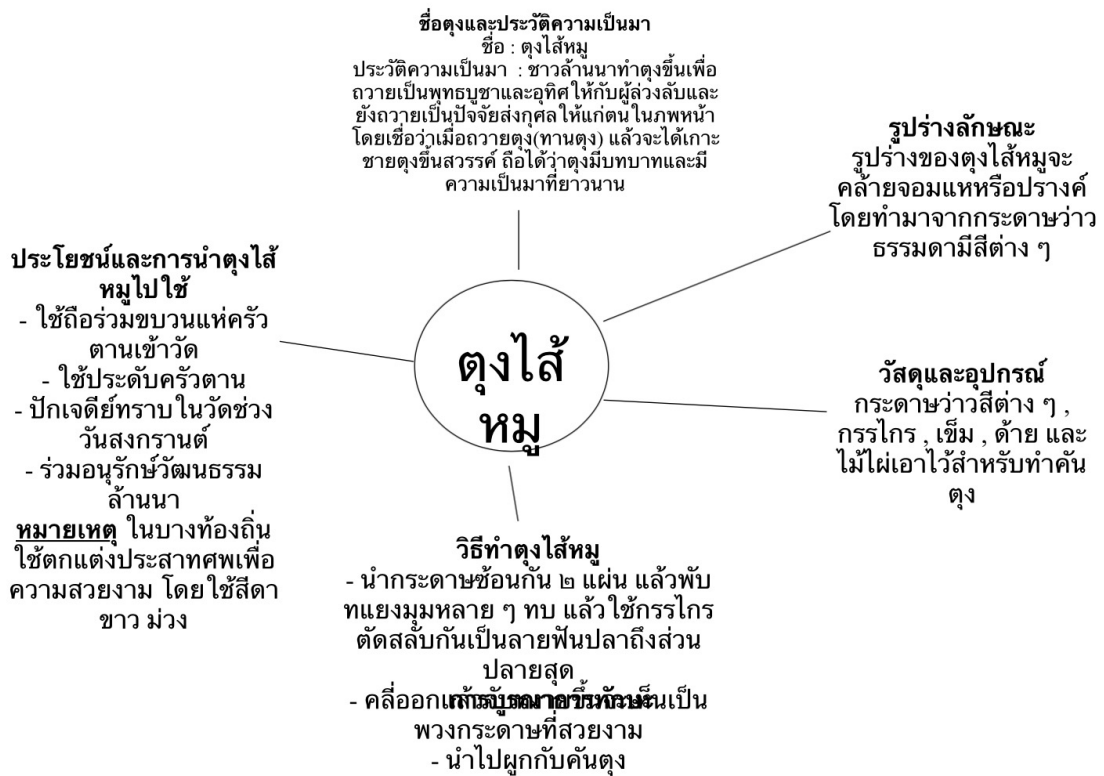 ชื่อตุงและประวัติความเป็นมา
ชื่อ : ตุงไส้หมู
ประวัติความเป็นมา : ชาวล้านนาทำตุงขึ้นเพื่อ
ถวายเป็นพุทธบูชาและอุทิศให้กับผู้ล่วงลับและ
ยังถวายเป็นปัจจัยส่งกุศลให้แก่ตนในภพหน้า
โดยเชื่อว่าเมื่อถวายตุง(ทานตุง) แล้วจะได้เกาะ
ชายตุงขึ้นสวรรค์ ถือได้ว่าตุงมีบทบาทและมี
ความเป็นมาที่ยาวนาน
รูปร่างลักษณะ
รูปร่างของตุงไส้หมูจะ
คล้ายจอมแหหรือปรางค์
โดยทำมาจากกระดาษว่าว
ธรรมดามีสีต่าง ๆ
ประโยชน์และการนำตุงไส้
หมูไปใช้
- ใช้ถือร่วมขบวนแห่ครัว
ตานเข้าวัด
- ใช้ประดับครัวตาน
- ปักเจดีย์ทราบในวัดช่วง
วันสงกรานต์
- ร่วมอนุรักษ์วัฒนธรรม
ล้านนา
หมายเหตุ ในบางท้องถิ่น
ใช้ตกแต่งประสาทศพเพื่อ
ความสวยงาม โดยใช้สีดา
ขาว ม่วง
ตุงไส้
หมู
วัสดุและอุปกรณ์
กระดาษว่าวสีต่าง ๆ ,
กรรไกร , เข็ม , ด้าย และ
ไม้ไผ่เอาไว้สำหรับทำคัน
ตุง
วิธีทำตุงไส้หมู
- นำกระดาษซ้อนกัน ๒ แผ่น แล้วพับ
ทแยงมุมหลาย ๆ ทบ แล้วใช้กรรไกร
ตัดสลับกันเป็นลายฟันปลาถึงส่วน
ปลายสุด
- คลี่ออกแล้วจับหงายขึ้นจะเห็นเป็น
พวงกระดาษที่สวยงาม
- นำไปผูกกับคันตุง